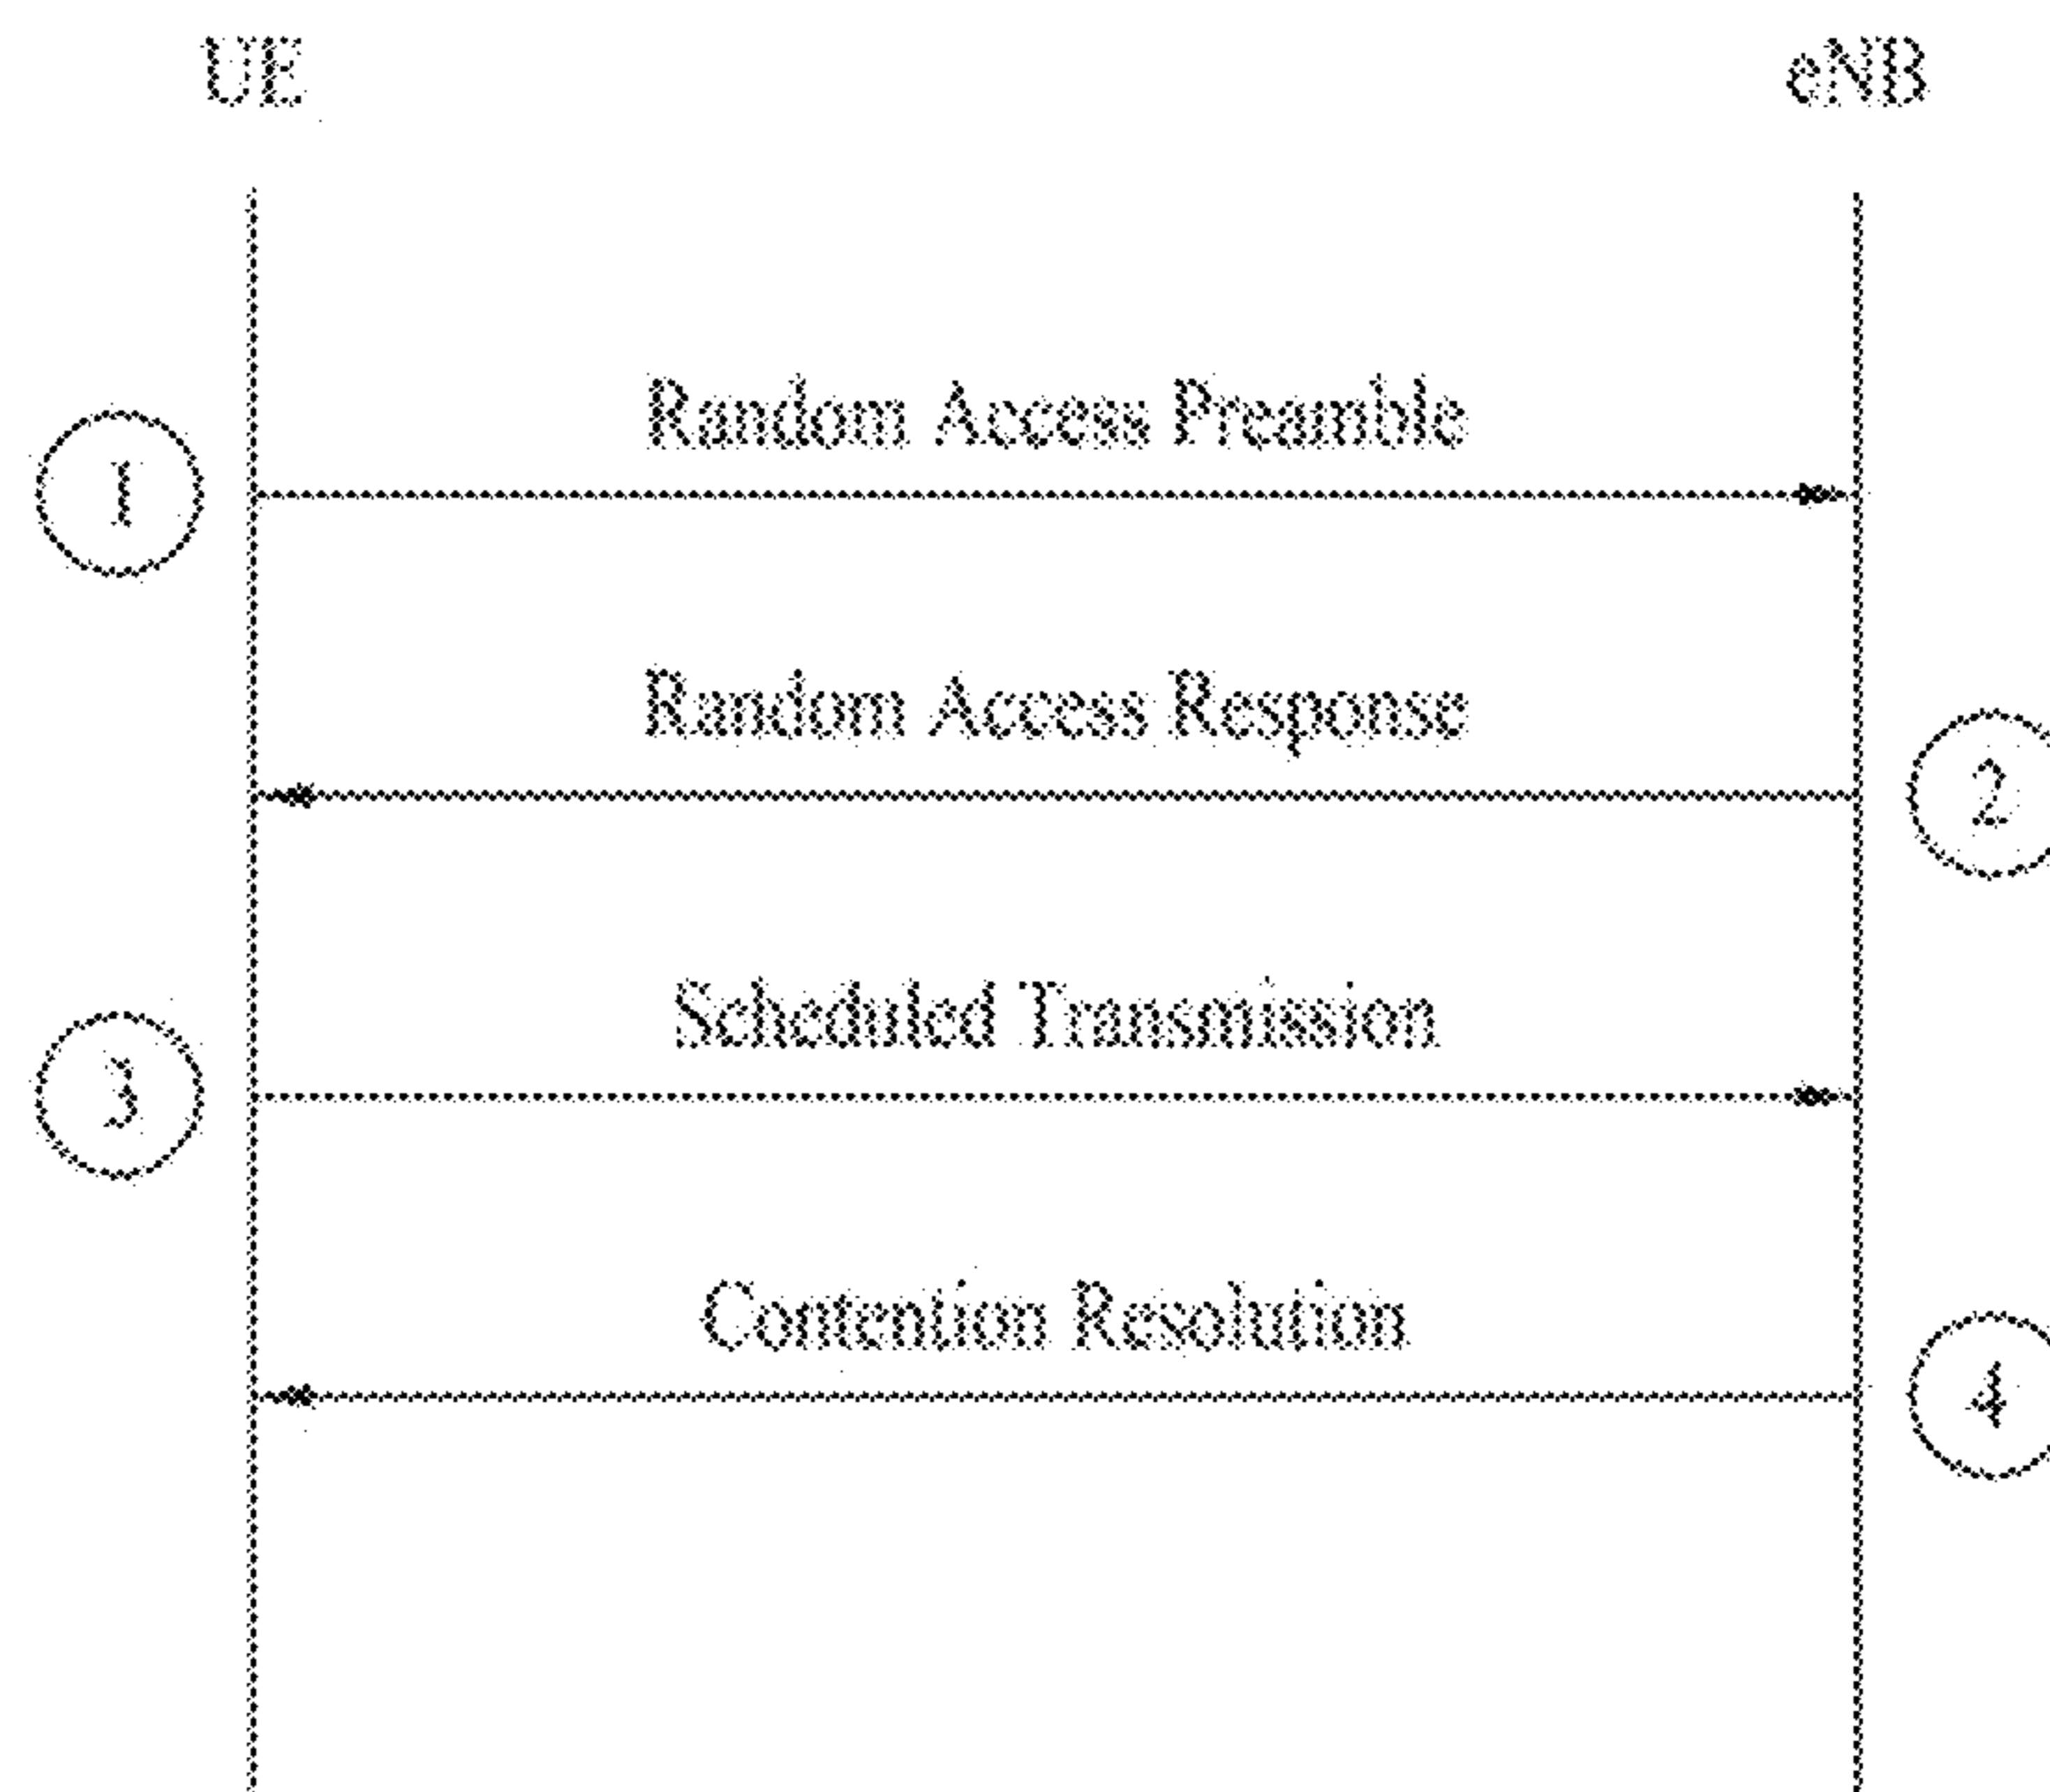 UE eNB
Random Access Preamble
1
Random Access Response
2
Scheduled Transmission
3
Contention Resolution
4